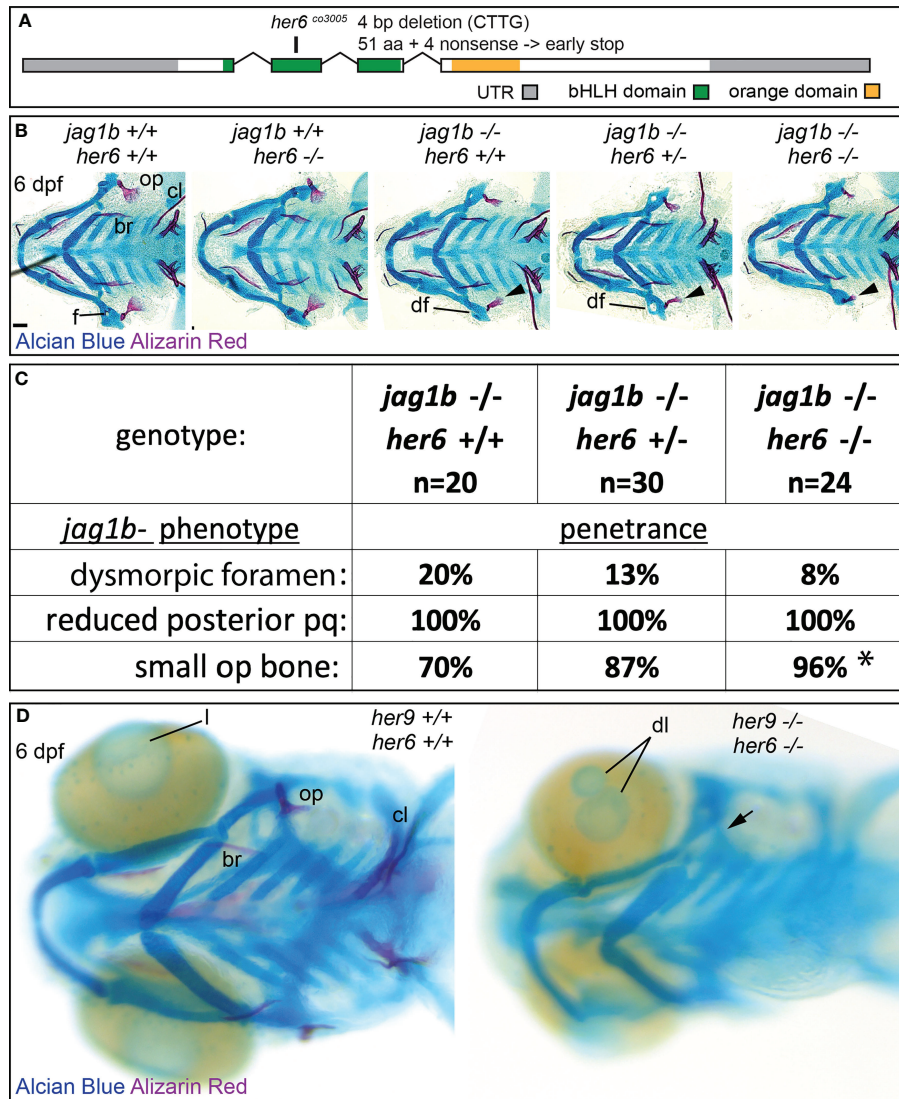 A
her6 co3005 4 bp deletion (CTTG)
51 aa + 4 nonsense -> early stop
UTR bHLH domain orange domain
B
jag1b +/+ jag1b +/+ jag1b -/- jag1b -/- jag1b -/-
her6 +/+ her6 -/- her6 +/+ her6 +/- her6 -/-
6 dpf op
cl
br
f df df
Alcian Blue Alizarin Red
C
genotype: jag1b -/- her6 +/+ n=20 jag1b -/- her6 +/- n=30 jag1b -/- her6 -/- n=24
jag1b- phenotype penetrance
dysmorpic foramen: 20% 13% 8%
reduced posterior pq: 100% 100% 100%
small op bone: 70% 87% 96% *
D
6 dpf
l
her9 +/+
her6 +/+
op
cl
br
dl
her9 -/-
her6 -/-
Alcian Blue Alizarin Red